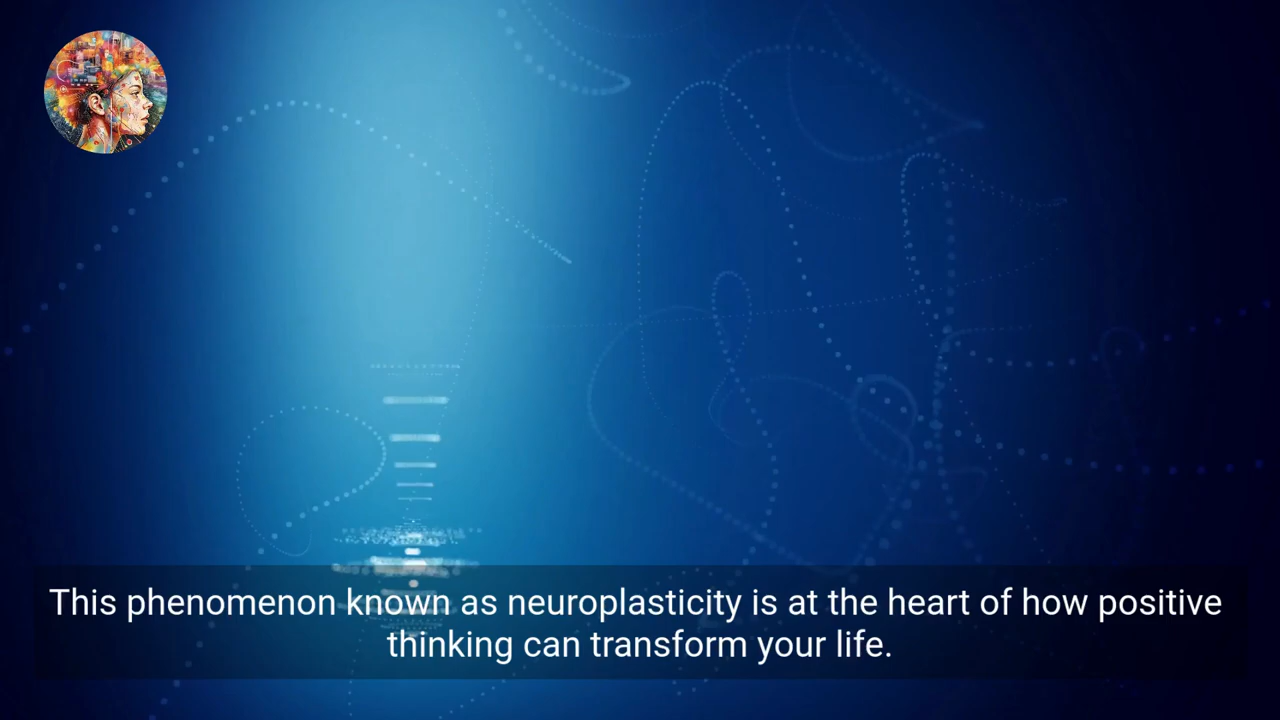 This phenomenon known as neuroplasticity is at the heart of how positive
thinking can transform your life.